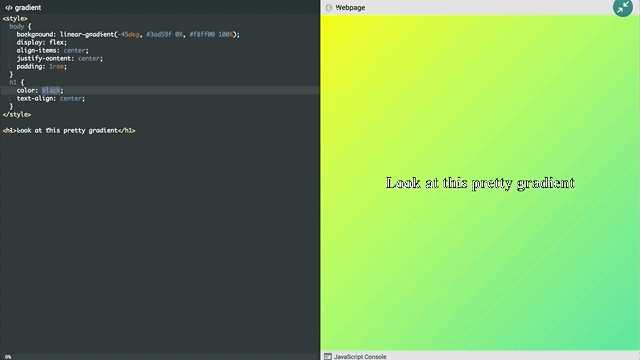 gradient
<style>
body {
background: linear-gradient(-45deg, #3ad59f 0%, #f8ff00 100%);
display: flex;
align-items: center;
justify-content: center;
padding: 1rem;
}
h1 {
color: black;
text-align: center;
}
</style>
<h1>Look at this pretty gradient</h1>
0%
Webpage
Look at this pretty gradient
JavaScript Console